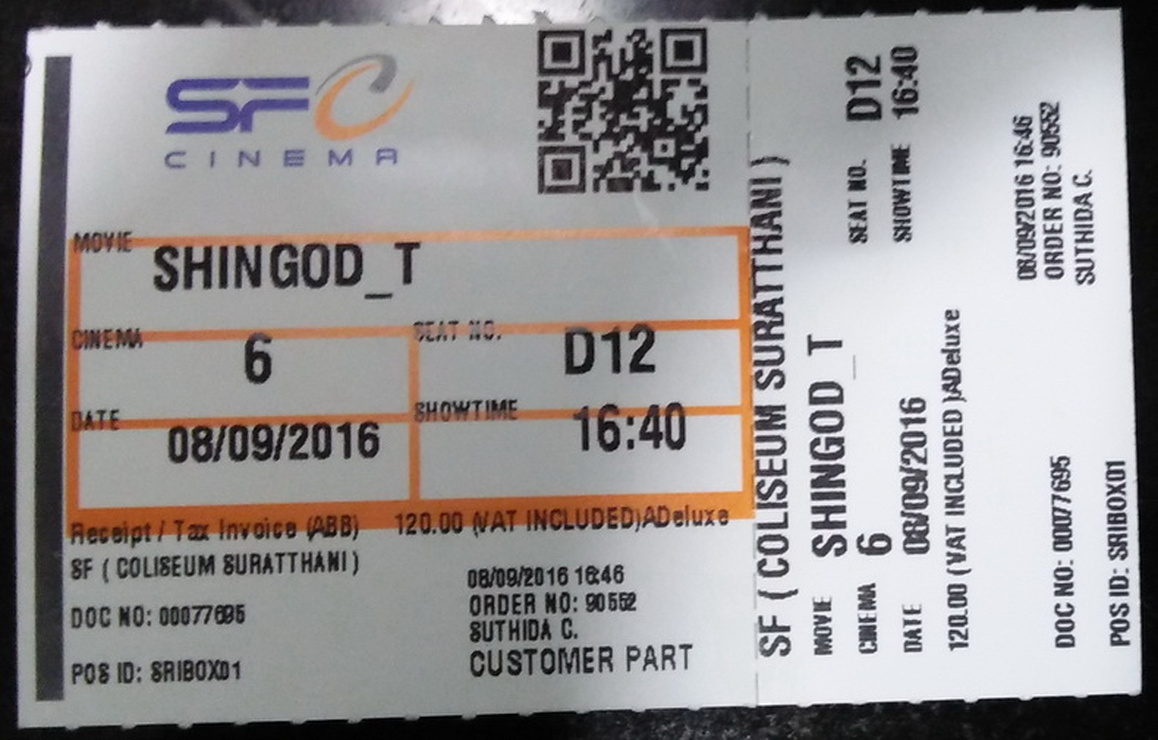 SFC
CINEMA
MOVIE
SHINGOD_T
CINEMA
6
SEAT NO.
D12
DATE
08/09/2016
SHOWTIME
16:40
Receipt / Tax Invoice (ABB) 120.00 (VAT INCLUDED)ADeluxe
SF ( COLISEUM SURATTHANI )
DOC NO: 00077695
POS ID: SRIBOX01
08/09/2016 16:46
ORDER NO: 90552
SUTHIDA C.
CUSTOMER PART
SF ( COLISEUM SURATTHANI )
MOVIE SHINGOD_T
CINEMA 6 SEAT NO. D12
DATE 08/09/2016 SHOWTIME 16:40
120.00 (VAT INCLUDED )ADeluxe
08/09/2016 16:46
ORDER NO: 90552
SUTHIDA C.
DOC NO: 00077695
POS ID: SRIBOX01